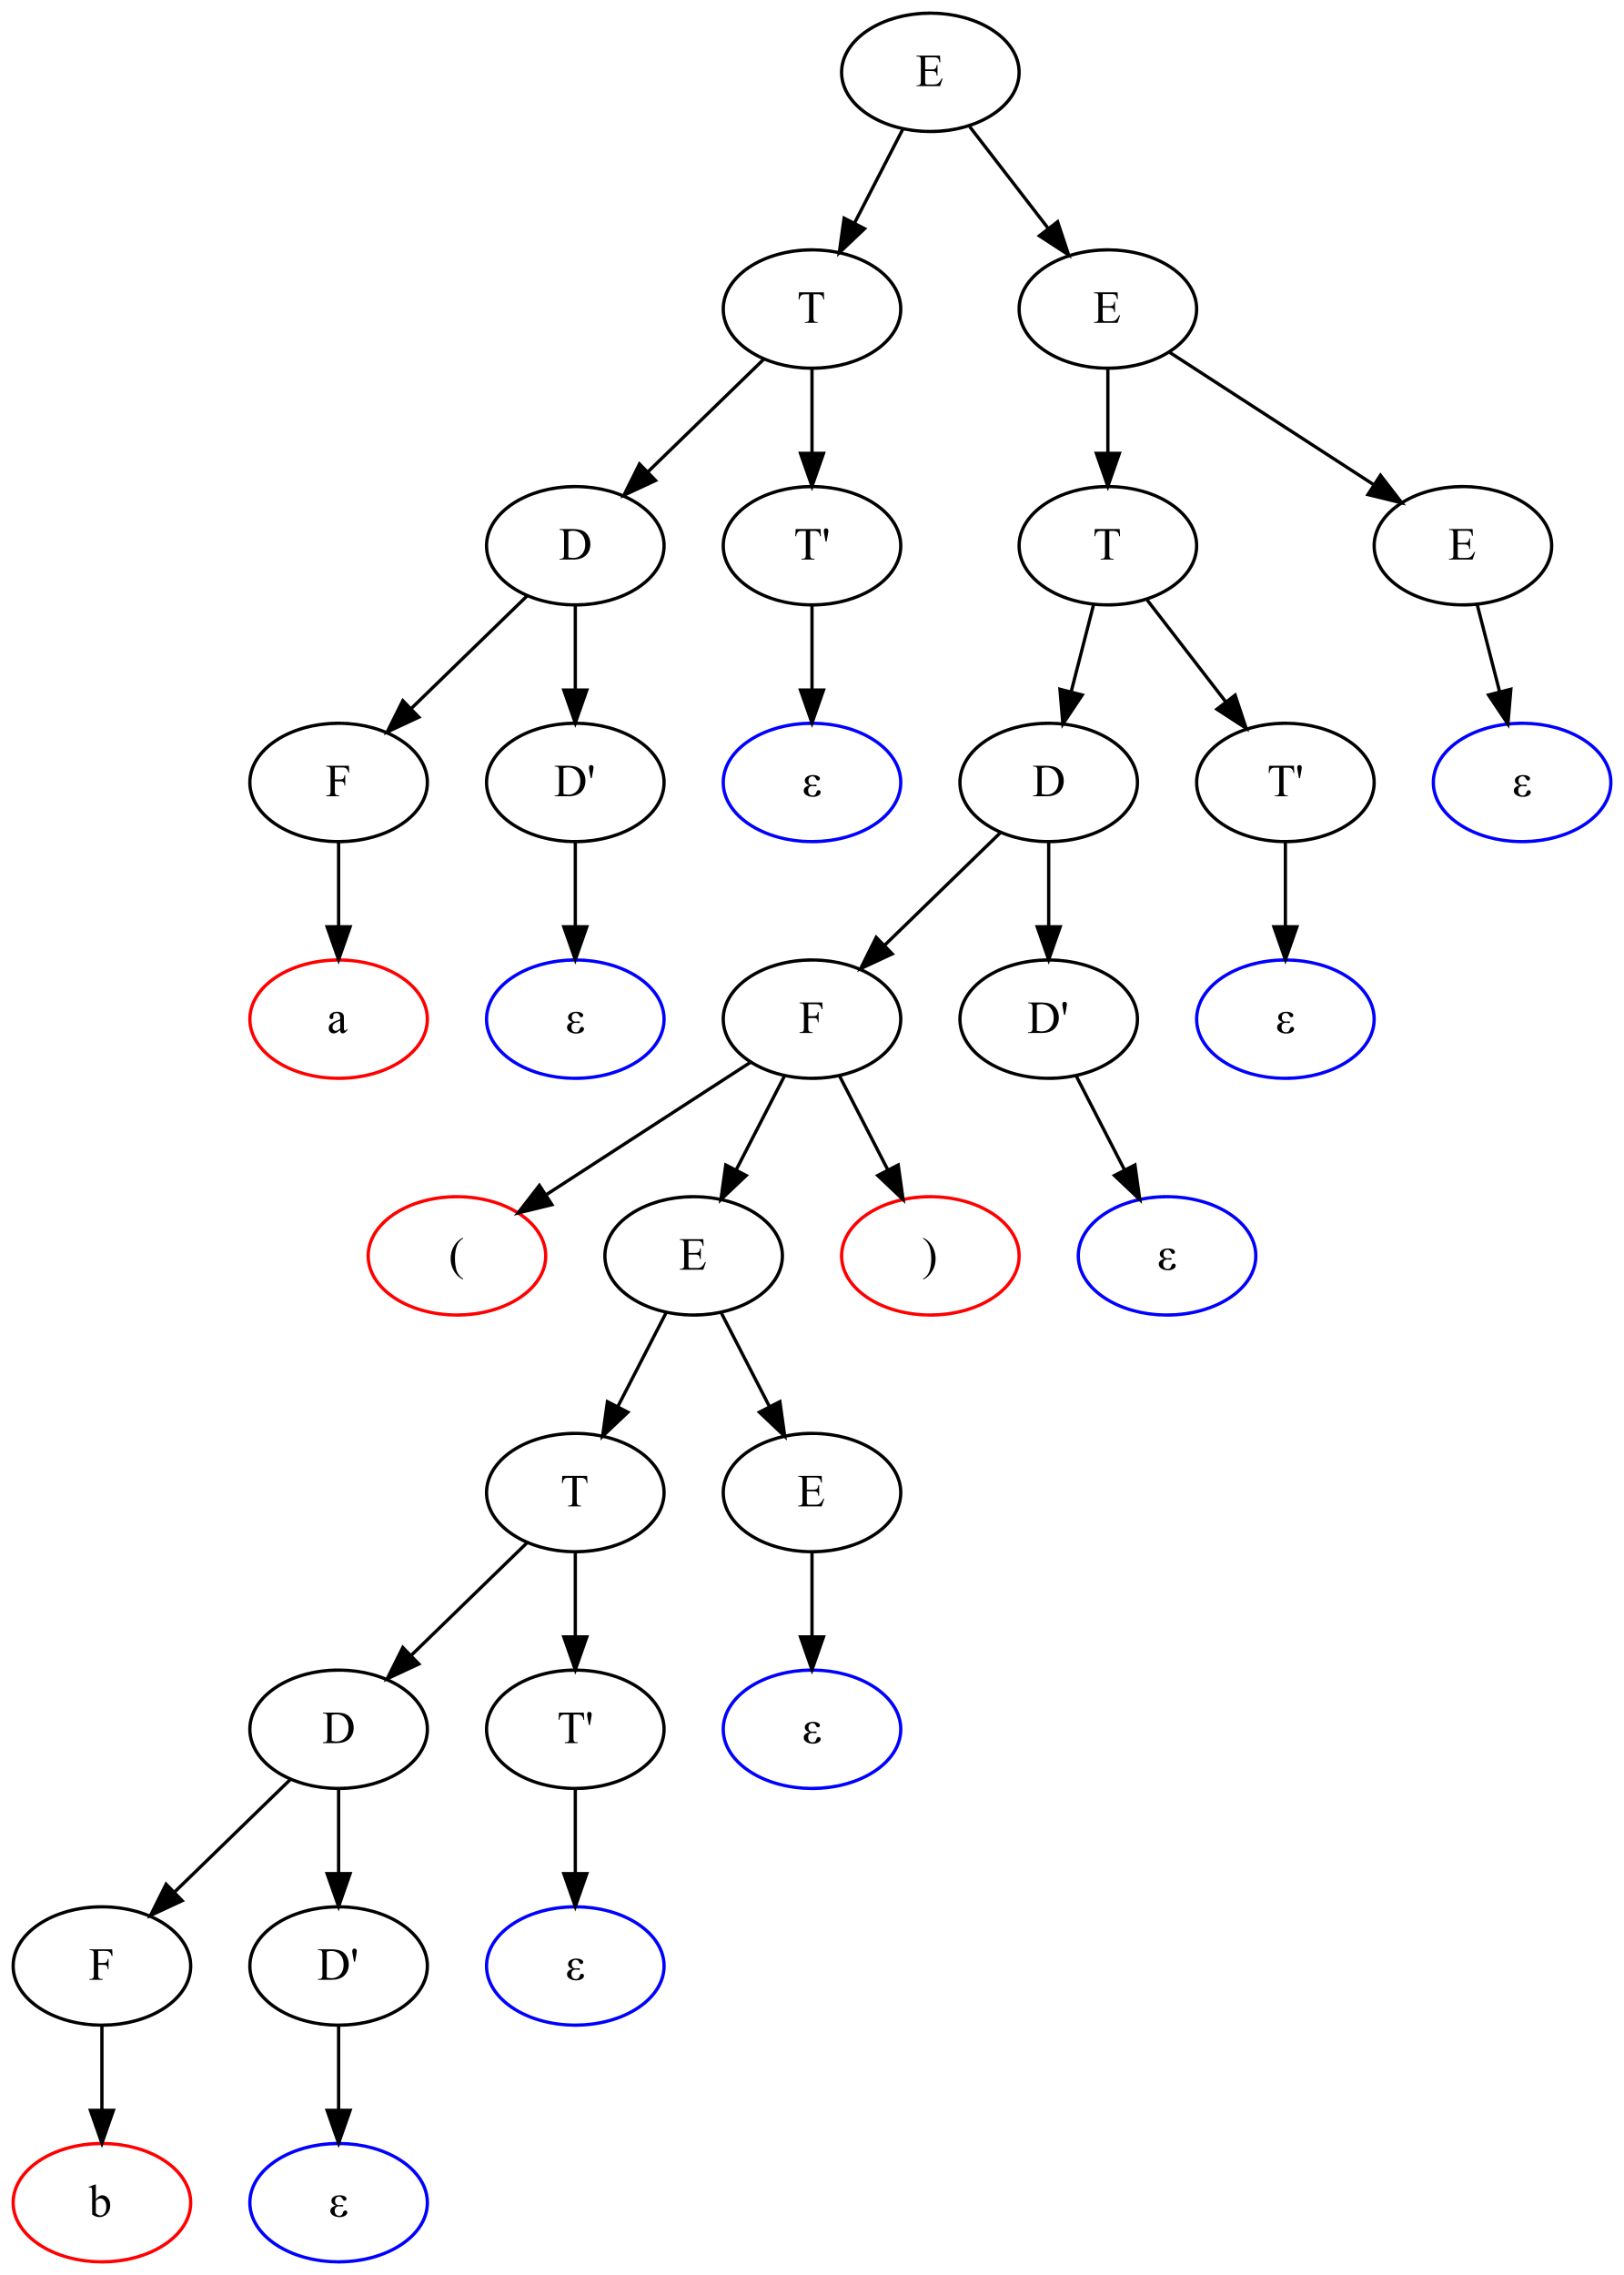 E
T E
D T' T E
F D' ε D T' ε
a ε F D' ε
( E ) ε
T E
D T' ε
F D' ε
b ε